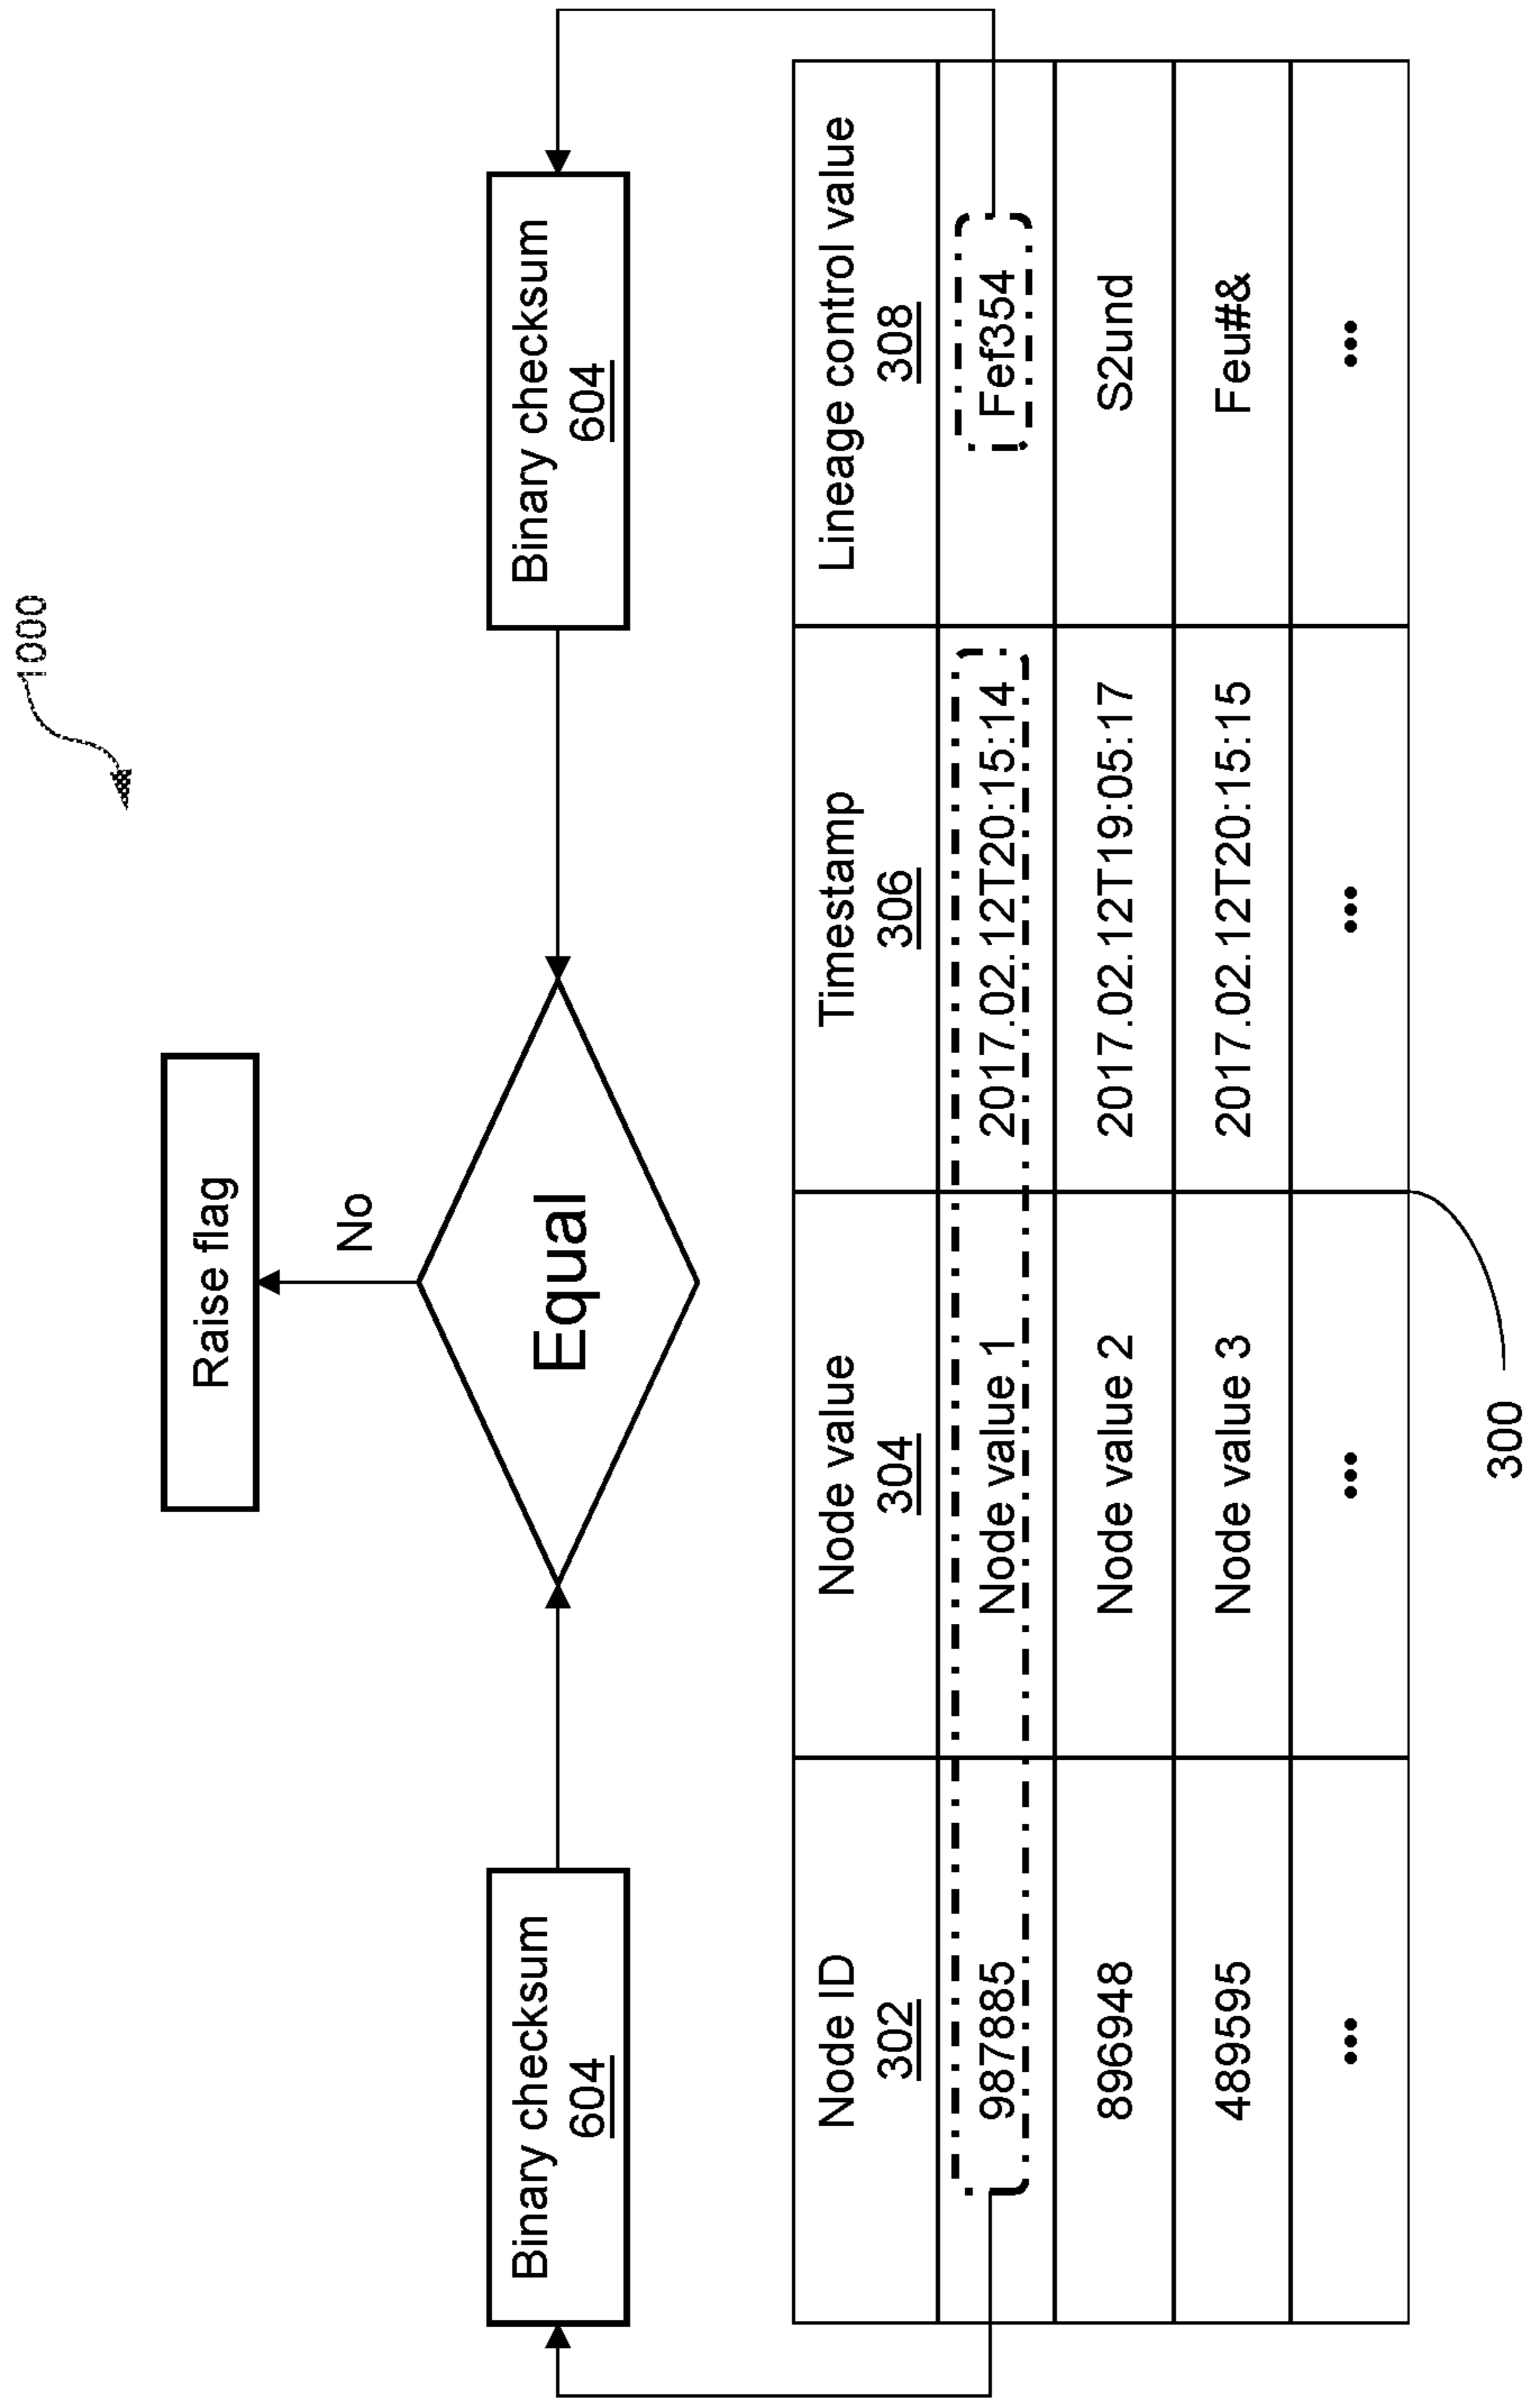 1000
Raise flag
No
Binary checksum
604
Equal
Binary checksum
604
Node ID
302
Node value
304
Timestamp
306
Lineage control value
308
987885
Node value 1
2017.02.12T20:15:14
Fef354
896948
Node value 2
2017.02.12T19:05:17
S2und
489595
Node value 3
2017.02.12T20:15:15
Feu#&
...
...
...
...
300